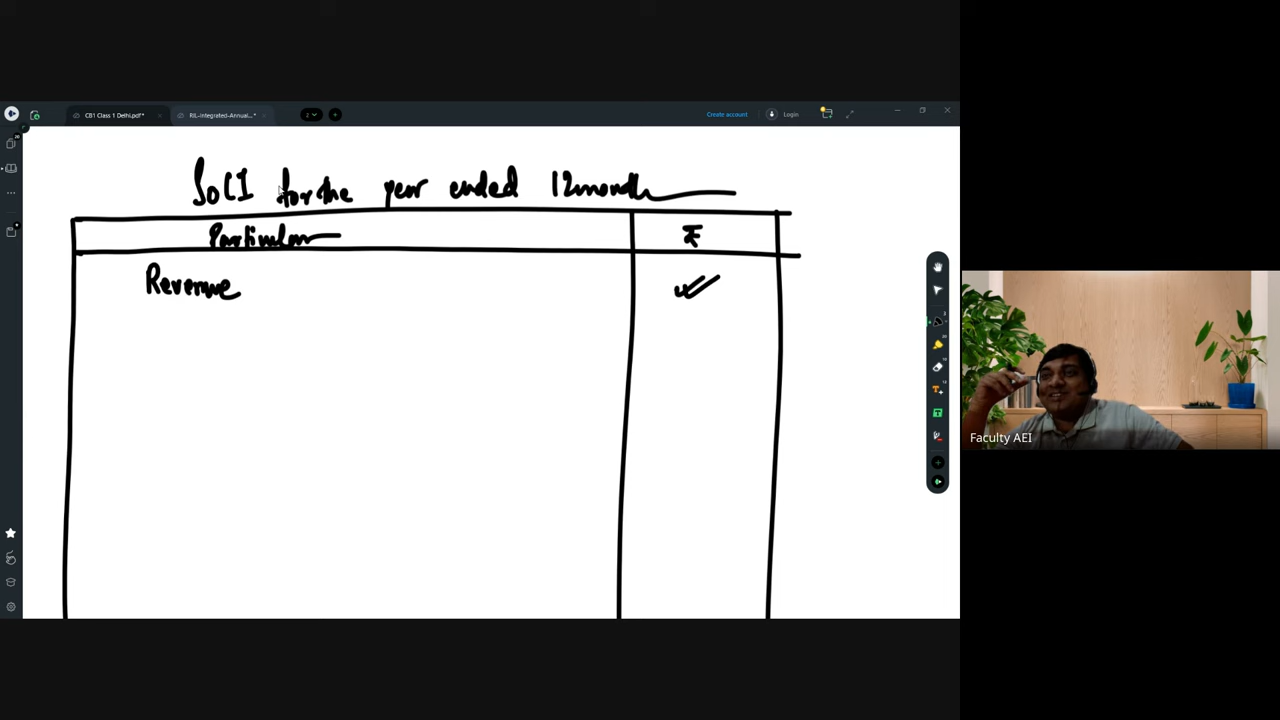 CB1 Class 1 Delhi.pdf*
RIL-Integrated-Annual...*
2
Create account
Login
SoCI for the year ended 12month
Particular
₹
Revenue
Faculty AEI